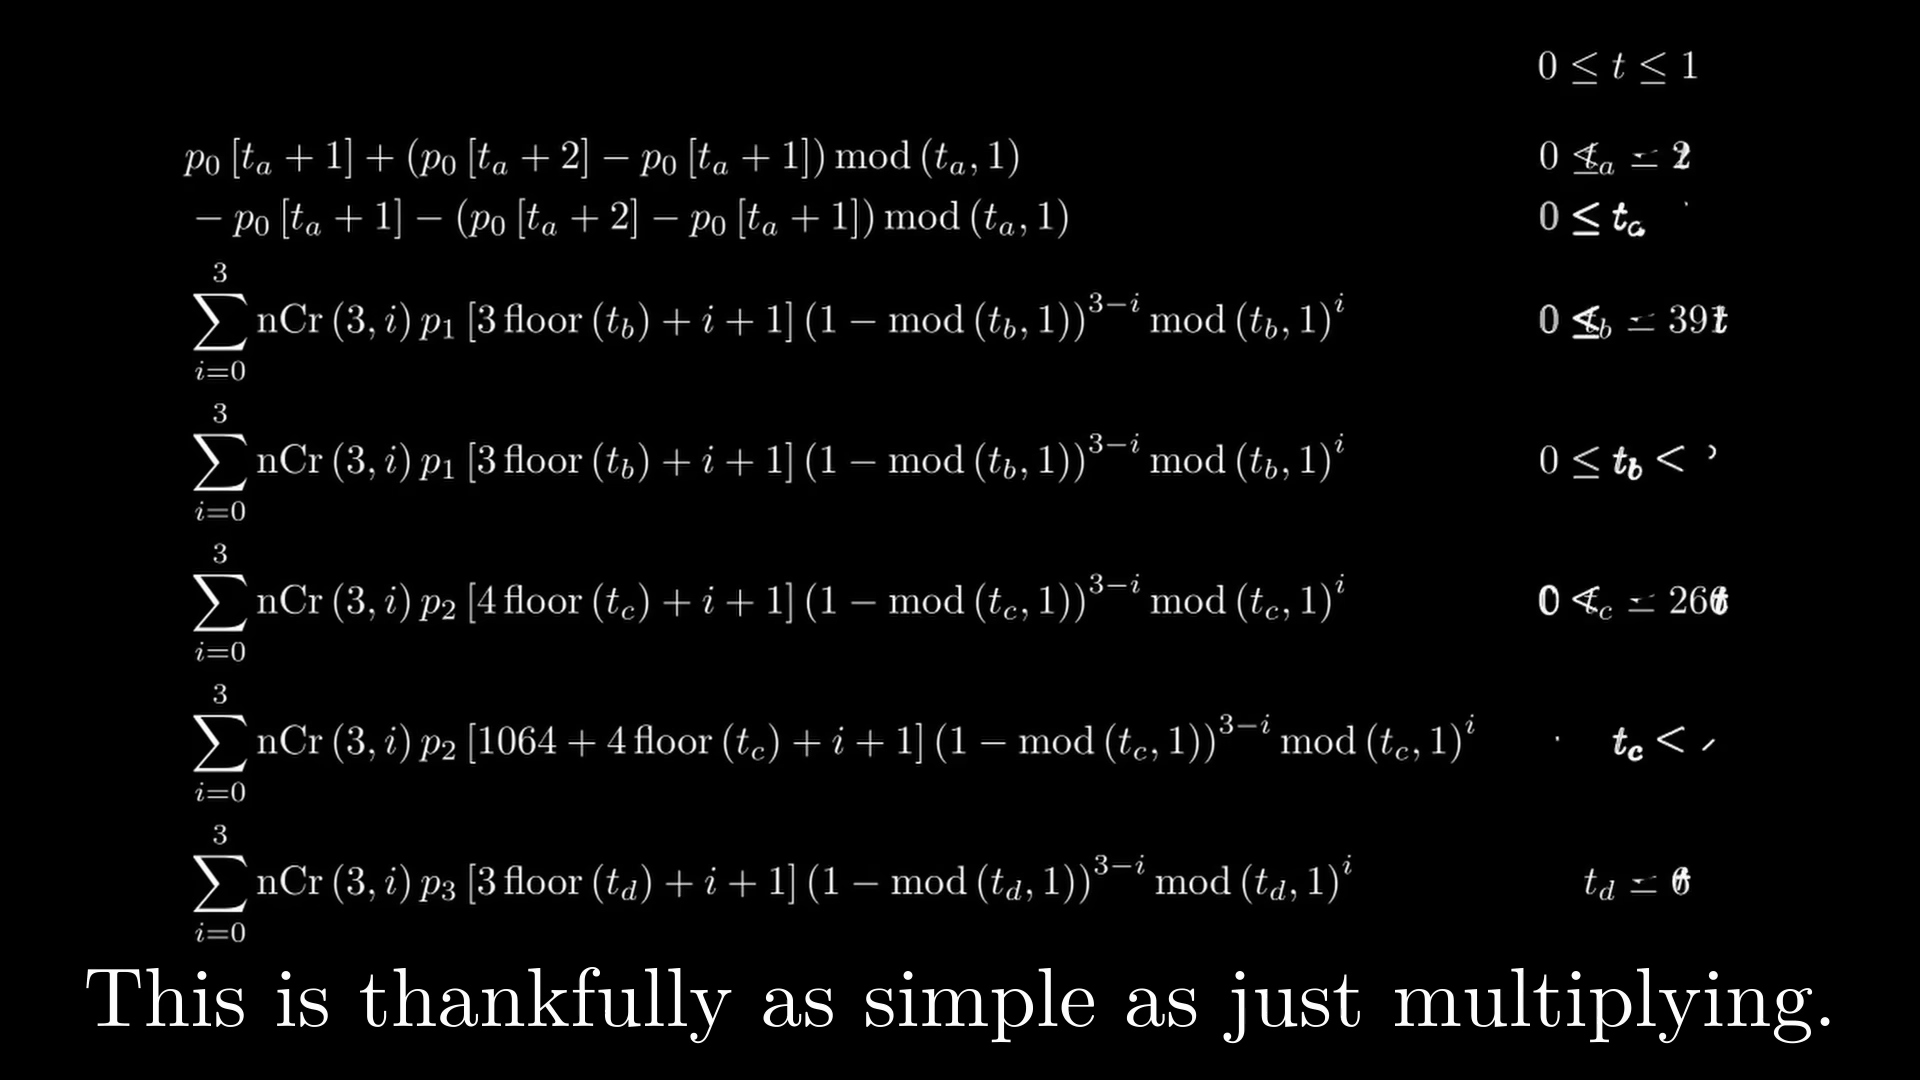 0 ≤ t ≤ 1
p₀ [tₐ + 1] + (p₀ [tₐ + 2] − p₀ [tₐ + 1]) mod (tₐ, 1) 0
− p₀ [tₐ + 1] − (p₀ [tₐ + 2] − p₀ [tₐ + 1]) mod (tₐ, 1) 0 ≤
∑_{i=0}^{3} nCr (3, i) p₁ [3 floor (t_b) + i + 1] (1 − mod (t_b, 1))^{3−i} mod (t_b, 1)^i 0
∑_{i=0}^{3} nCr (3, i) p₁ [3 floor (t_b) + i + 1] (1 − mod (t_b, 1))^{3−i} mod (t_b, 1)^i 0 ≤ t_b <
∑_{i=0}^{3} nCr (3, i) p₂ [4 floor (t_c) + i + 1] (1 − mod (t_c, 1))^{3−i} mod (t_c, 1)^i 0
∑_{i=0}^{3} nCr (3, i) p₂ [1064 + 4 floor (t_c) + i + 1] (1 − mod (t_c, 1))^{3−i} mod (t_c, 1)^i t_c <
∑_{i=0}^{3} nCr (3, i) p₃ [3 floor (t_d) + i + 1] (1 − mod (t_d, 1))^{3−i} mod (t_d, 1)^i t_d
This is thankfully as simple as just multiplying.